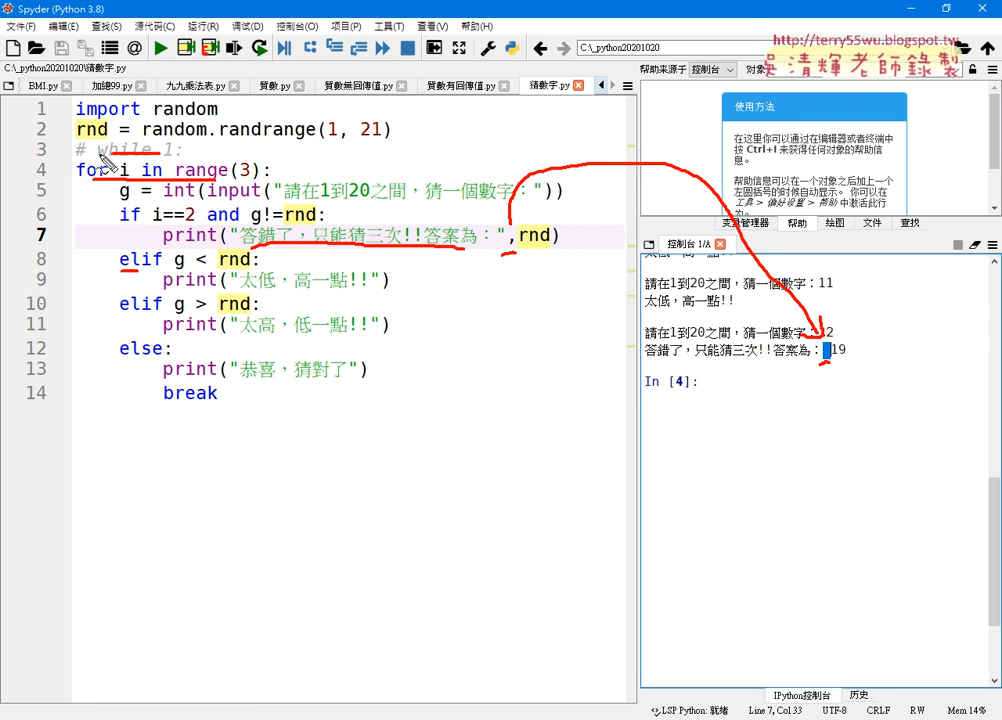 Spyder (Python 3.8)
文件(F) 编辑(E) 查找(S) 源代码(C) 运行(R) 调试(D) 控制台(O) 项目(P) 工具(T) 查看(V) 帮助(H)
C:\_python20201020
http://terry55wu.blogspot.tw
吳清輝老師錄製
C:\_python20201020\猜數字.py
BMI.py 加總99.py 九九乘法表.py 質數.py 質數無回傳值.py 質數有回傳值.py 猜數字.py
1 import random
2 rnd = random.randrange(1, 21)
3 # while 1:
4 for i in range(3):
5 g = int(input("請在1到20之間，猜一個數字："))
6 if i==2 and g!=rnd:
7 print("答錯了，只能猜三次!!答案為：",rnd)
8 elif g < rnd:
9 print("太低，高一點!!")
10 elif g > rnd:
11 print("太高，低一點!!")
12 else:
13 print("恭喜，猜對了")
14 break
帮助来源于 控制台 对象
使用方法
在这里你可以通过在编辑器或者终端中
按 Ctrl+I 来获得任何对象的帮助信
息。
帮助信息可以在一个对象之后加上一个
左圆括号的时候自动显示。 你可以在
工具 > 偏好设置 > 帮助 中激活此行
为。
变量管理器 帮助 绘图 文件 查找
控制台 1/A
太低，高一點!!
請在1到20之間，猜一個數字：11
太低，高一點!!
請在1到20之間，猜一個數字：12
答錯了，只能猜三次!!答案為： 19
In [4]:
IPython控制台 历史
LSP Python: 就绪 Line 7, Col 33 UTF-8 CRLF RW Mem 14%